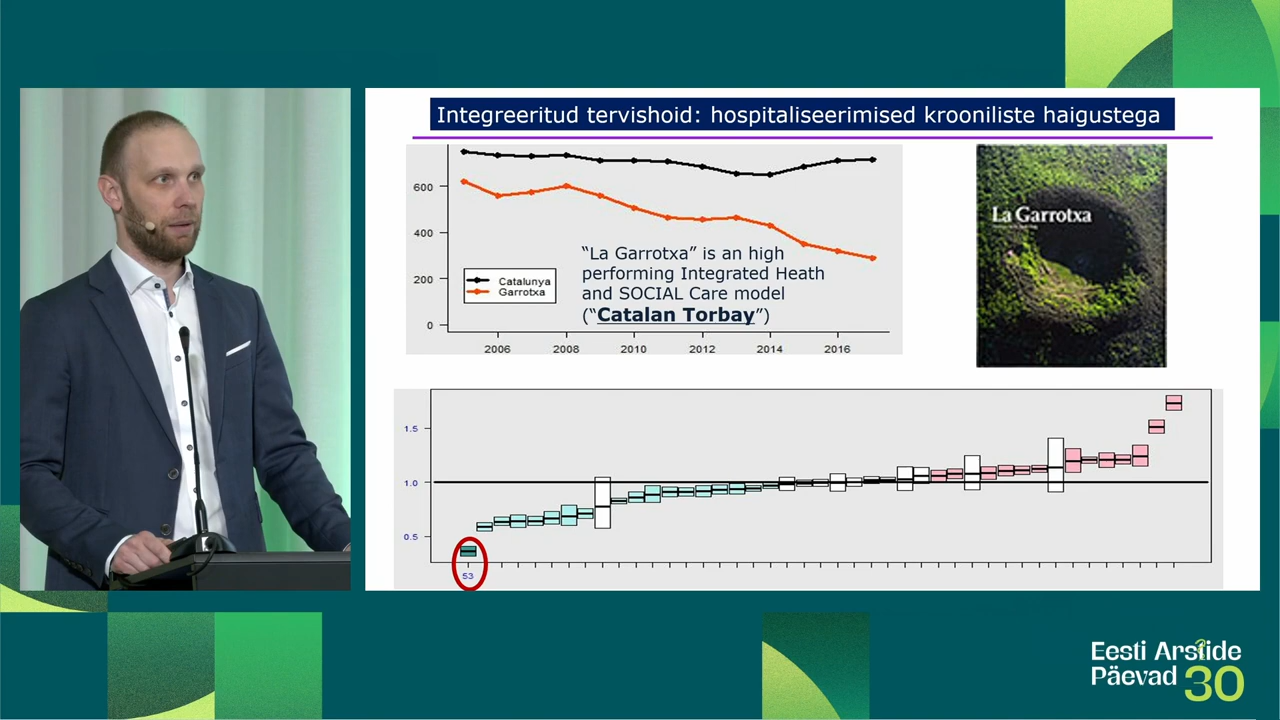 Integreeritud tervishoid: hospitaliseerimised krooniliste haigustega
600
400
200
0
Catalunya
Garrotxa
2006
2008
2010
2012
2014
2016
“La Garrotxa” is an high
performing Integrated Heath
and SOCIAL Care model
(“Catalan Torbay”)
La Garrotxa
1.5
1.0
0.5
53
Eesti Arstide
Päevad 30